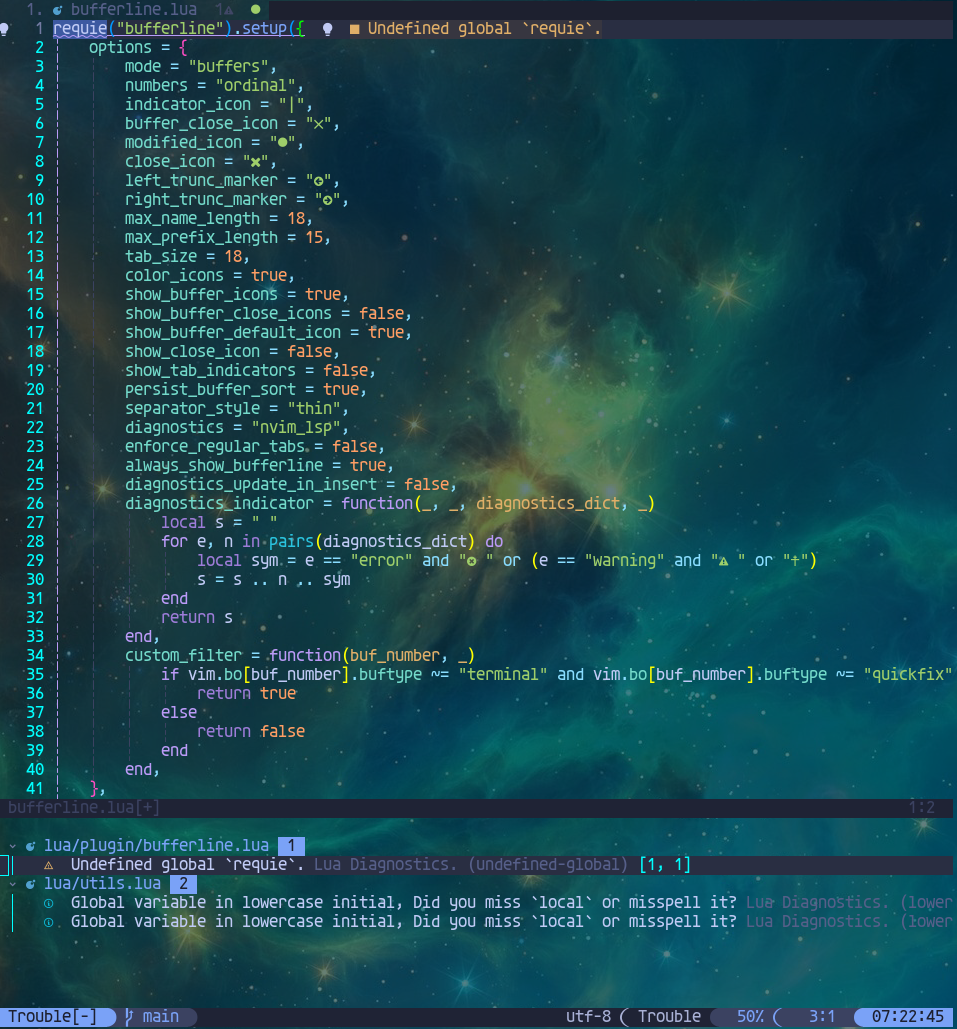 1. bufferline.lua 1⚠ ●
1 requie("bufferline").setup({ ■ Undefined global `requie`.
2 options = {
3 mode = "buffers",
4 numbers = "ordinal",
5 indicator_icon = "|",
6 buffer_close_icon = "×",
7 modified_icon = "●",
8 close_icon = "✖",
9 left_trunc_marker = "",
10 right_trunc_marker = "",
11 max_name_length = 18,
12 max_prefix_length = 15,
13 tab_size = 18,
14 color_icons = true,
15 show_buffer_icons = true,
16 show_buffer_close_icons = false,
17 show_buffer_default_icon = true,
18 show_close_icon = false,
19 show_tab_indicators = false,
20 persist_buffer_sort = true,
21 separator_style = "thin",
22 diagnostics = "nvim_lsp",
23 enforce_regular_tabs = false,
24 always_show_bufferline = true,
25 diagnostics_update_in_insert = false,
26 diagnostics_indicator = function(_, _, diagnostics_dict, _)
27 local s = " "
28 for e, n in pairs(diagnostics_dict) do
29 local sym = e == "error" and " " or (e == "warning" and "⚠ " or "")
30 s = s .. n .. sym
31 end
32 return s
33 end,
34 custom_filter = function(buf_number, _)
35 if vim.bo[buf_number].buftype ~= "terminal" and vim.bo[buf_number].buftype ~= "quickfix"
36 return true
37 else
38 return false
39 end
40 end,
41 },
bufferline.lua[+] 1:2
lua/plugin/bufferline.lua 1
⚠ Undefined global `requie`. Lua Diagnostics. (undefined-global) [1, 1]
lua/utils.lua 2
Global variable in lowercase initial, Did you miss `local` or misspell it? Lua Diagnostics. (lower
Global variable in lowercase initial, Did you miss `local` or misspell it? Lua Diagnostics. (lower
Trouble[-] main utf-8 ( Trouble 50% ( 3:1 07:22:45